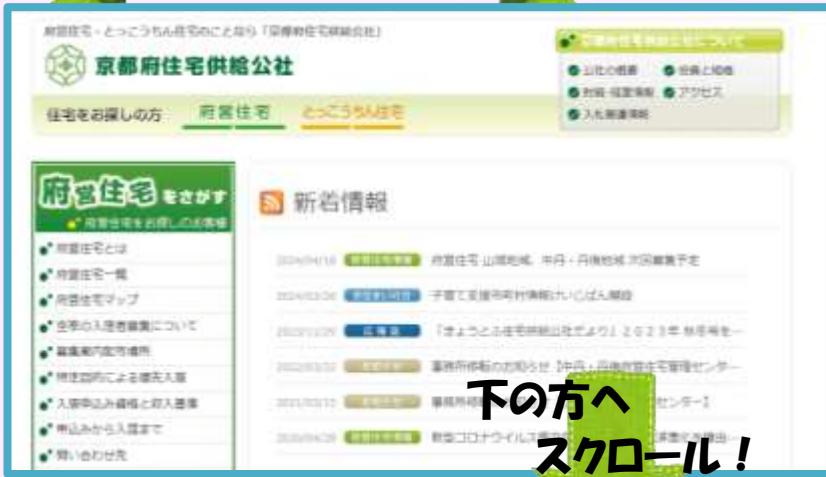 府営住宅・とっこうちん住宅のことなら「京都府住宅供給公社」
京都府住宅供給公社
京都府住宅供給公社について
公社の概要 役員と組織
財務・経営情報 アクセス
入札関連情報
住宅をお探しの方 府営住宅 とっこうちん住宅
府営住宅をさがす
府営住宅をお探しのお客様
府営住宅とは
府営住宅一覧
府営住宅マップ
空家の入居者募集について
募集案内配布場所
特定目的による優先入居
入居申込み資格と収入基準
申込みから入居まで
問い合わせ先
新着情報
府営住宅 山城地域、中丹・丹後地域 次回募集予定
子育て支援市町村情報けいじばん開設
広報誌 「きょうとふ住宅供給公社だより」2023年 秋冬号を…
お知らせ 事務所移転のお知らせ【中丹・丹後府営住宅管理センター…
センター】
新型コロナウイルス
下の方へ
スクロール！